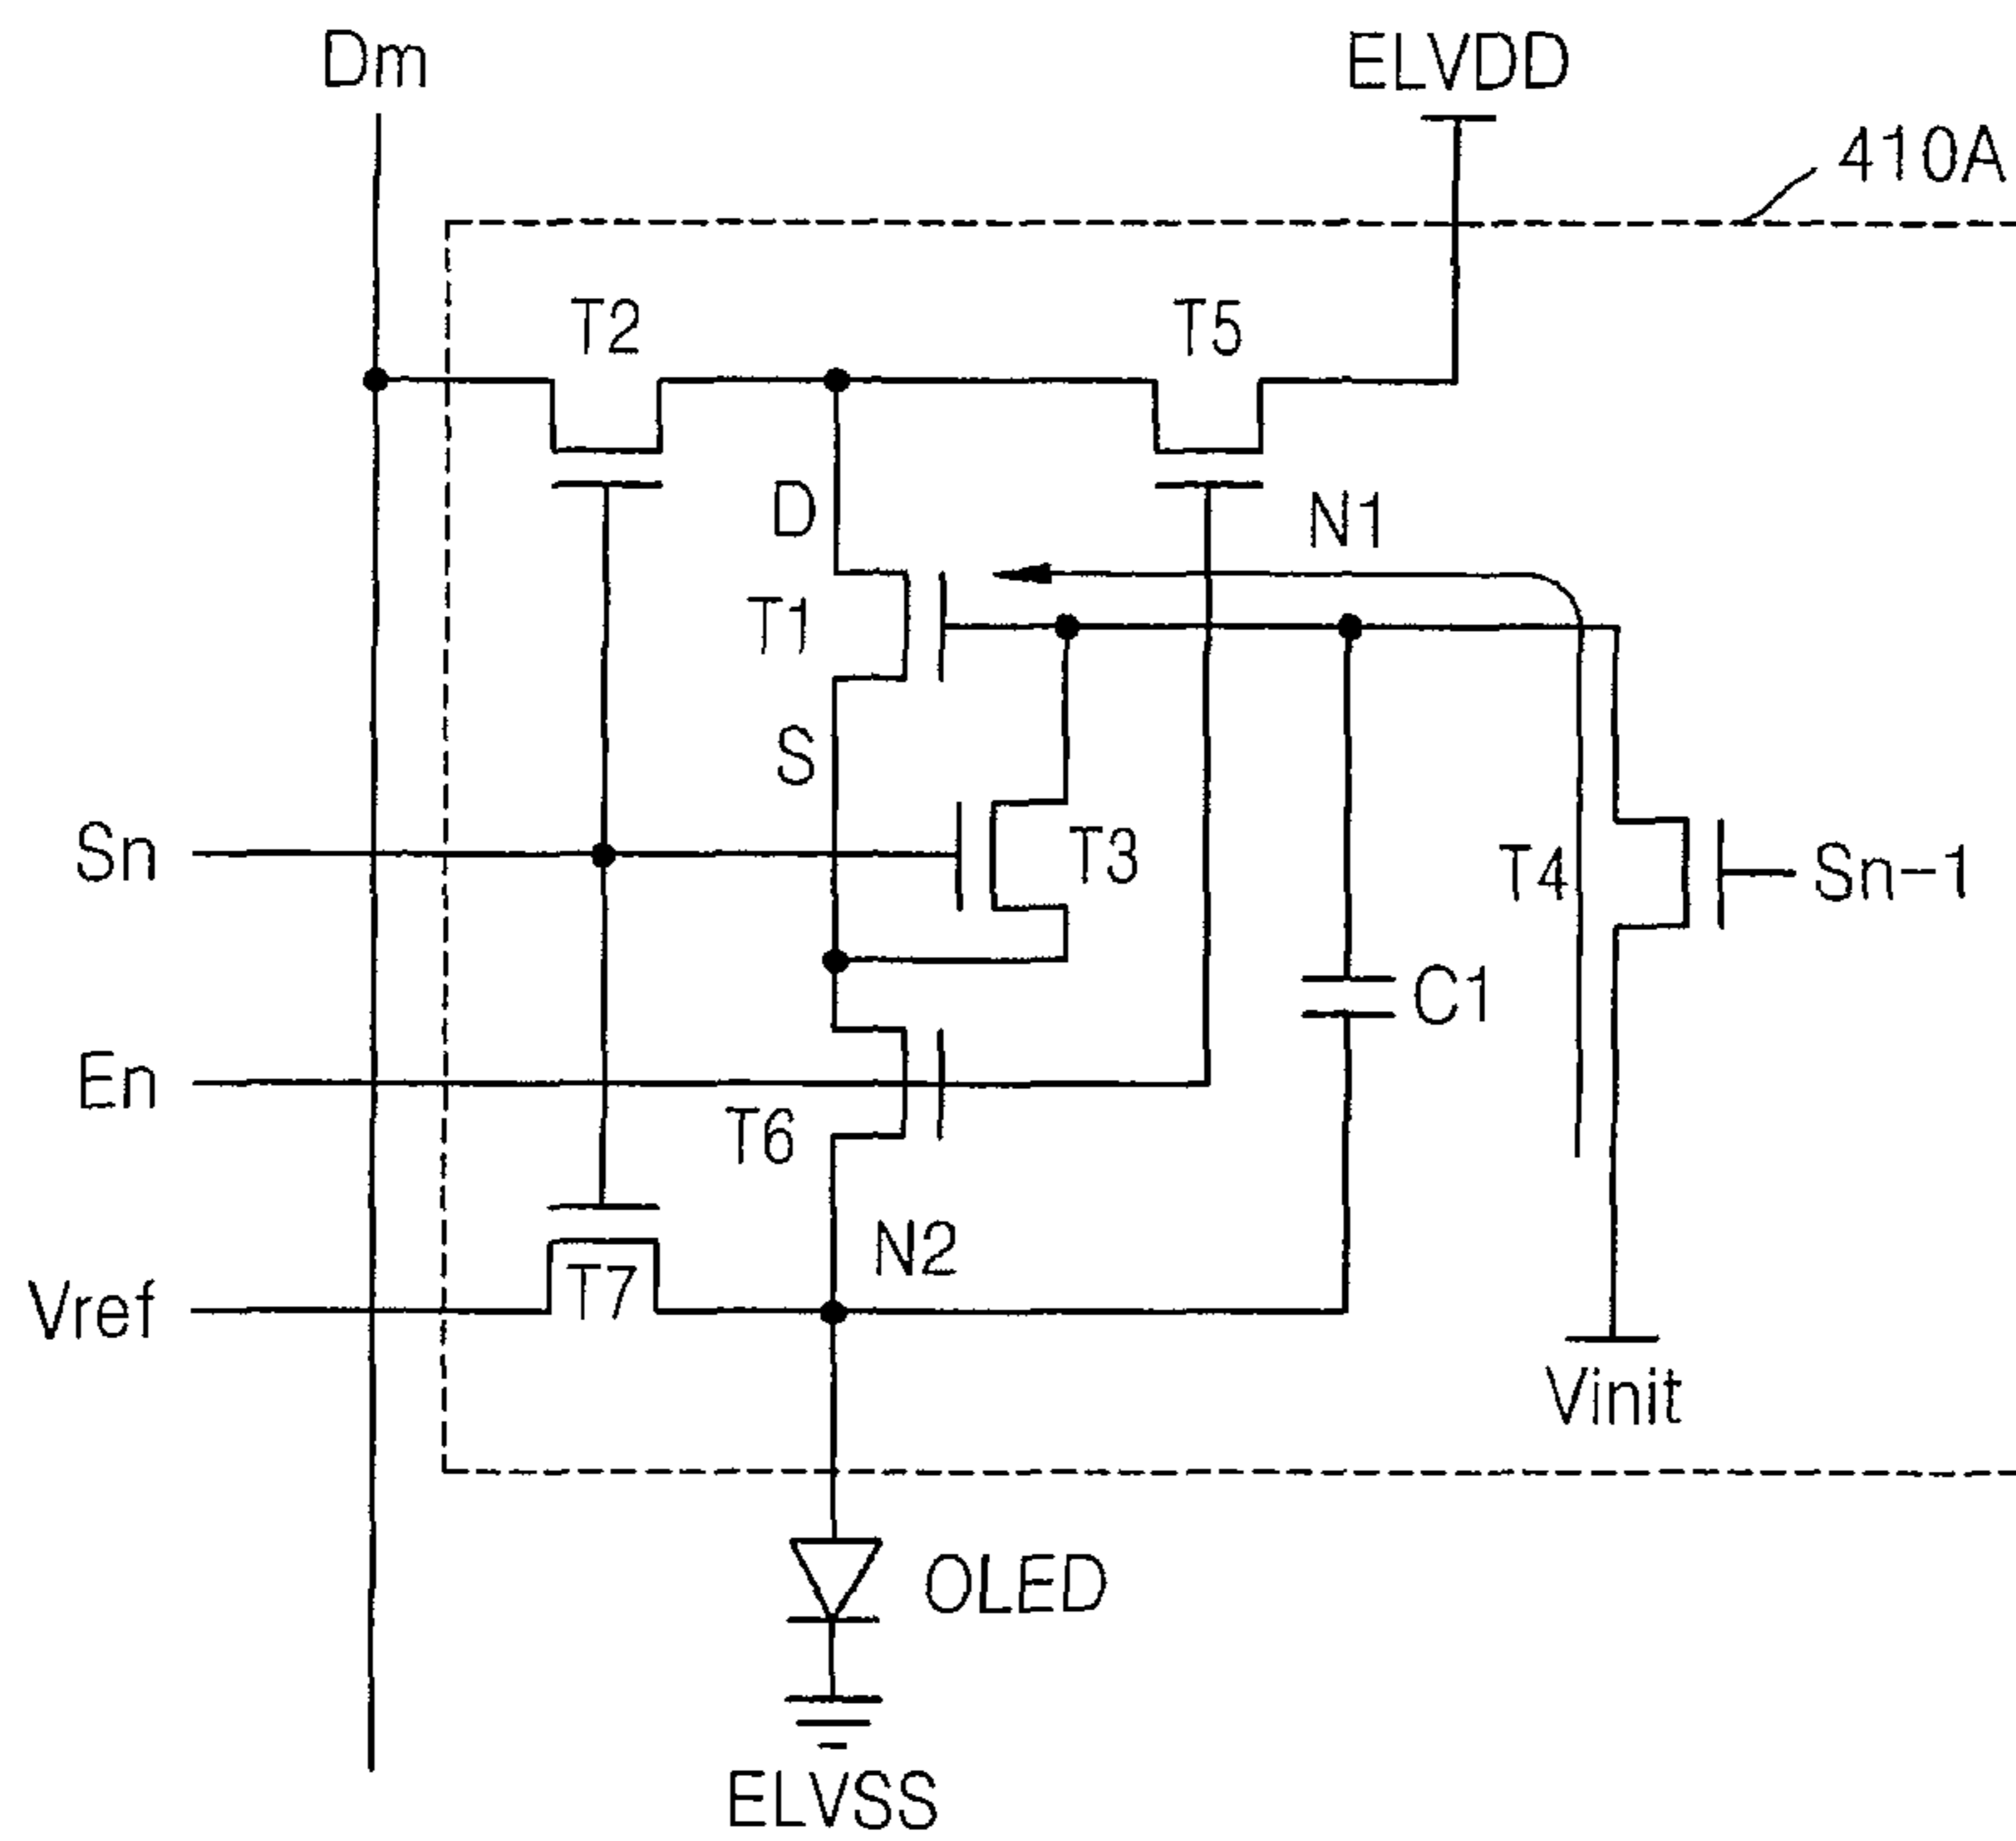 Dm
ELVDD
410A
T2
T5
D
N1
T1
S
Sn
T3
T4
Sn-1
C1
En
T6
N2
Vref
T7
Vinit
OLED
ELVSS